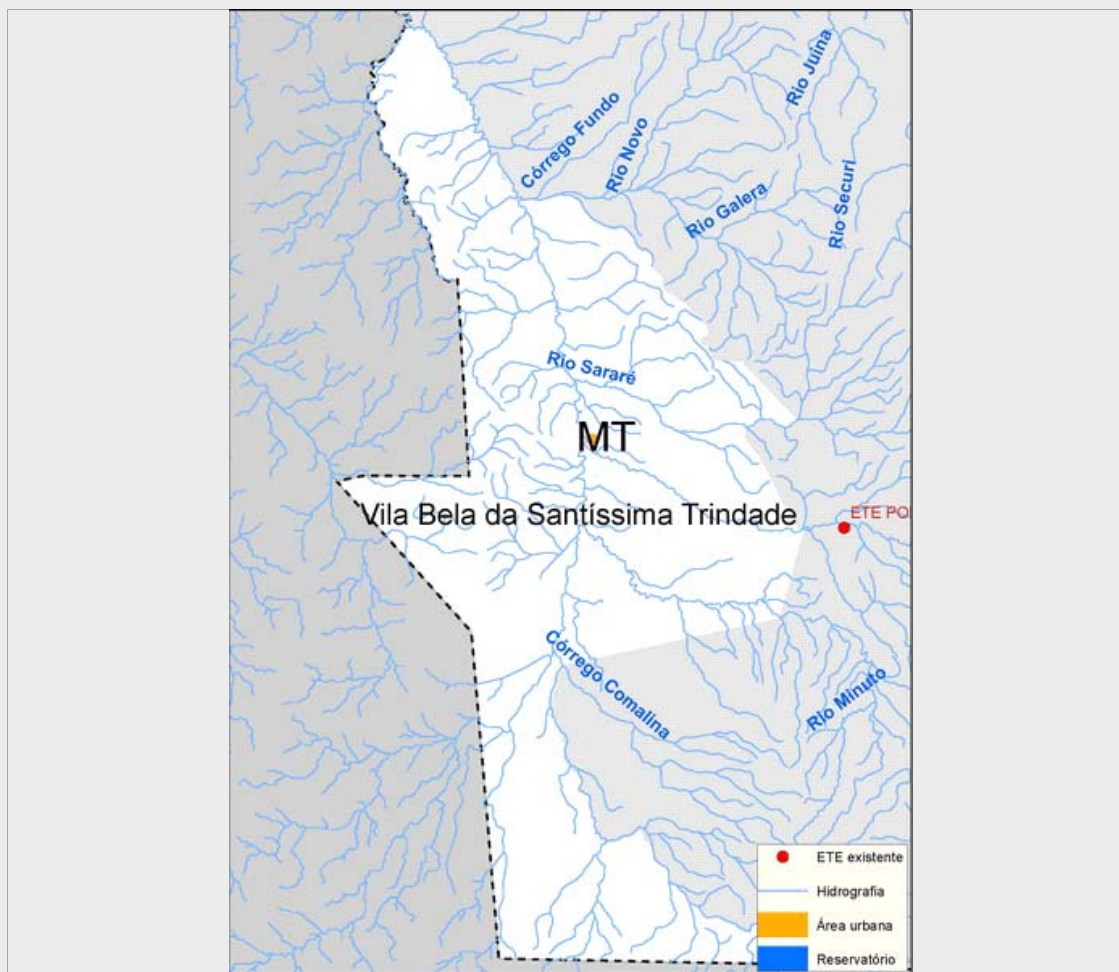 Rio Juina
Córrego Fundo
Rio Novo
Rio Galera
Rio Securi
Rio Sararé
MT
Vila Bela da Santíssima Trindade
ETE PO
Córrego Comalina
Rio Minuto
ETE existente
Hidrografia
Área urbana
Reservatório